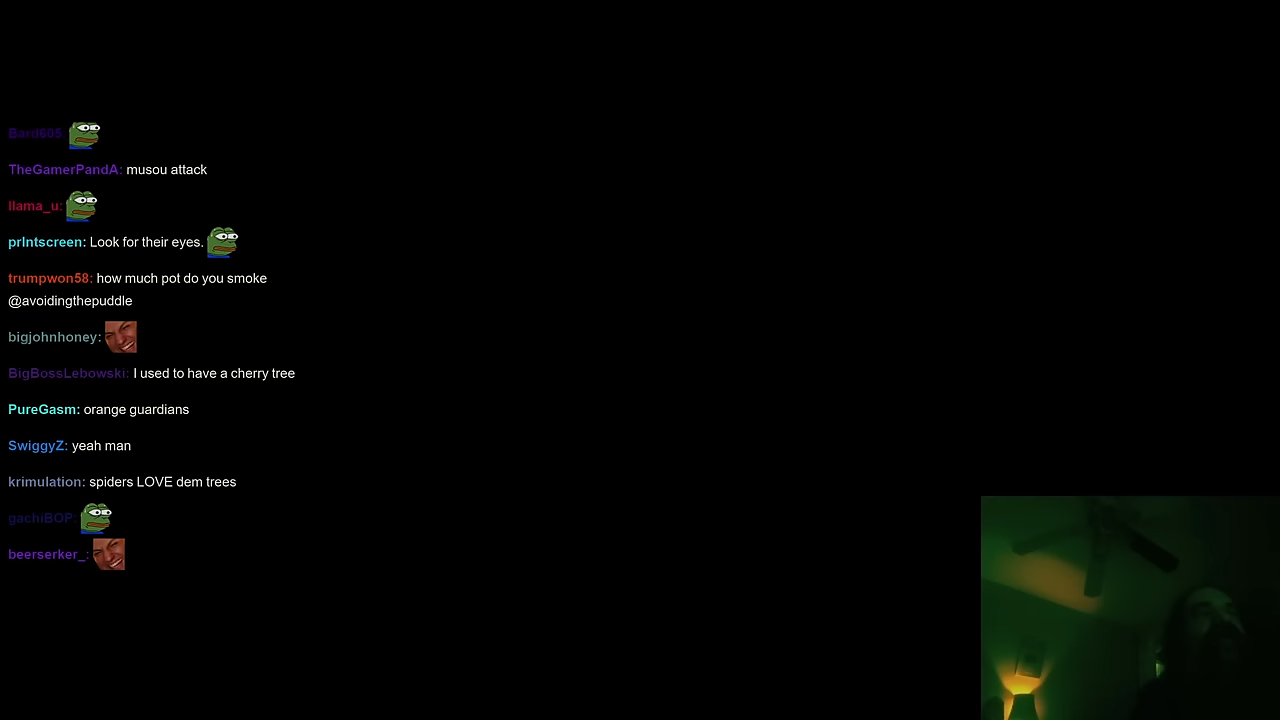 Bard605:
TheGamerPandA: musou attack
llama_u:
prIntscreen: Look for their eyes.
trumpwon58: how much pot do you smoke
@avoidingthepuddle
bigjohnhoney:
BigBossLebowski: I used to have a cherry tree
PureGasm: orange guardians
SwiggyZ: yeah man
krimulation: spiders LOVE dem trees
gachiBOP:
beerserker_: